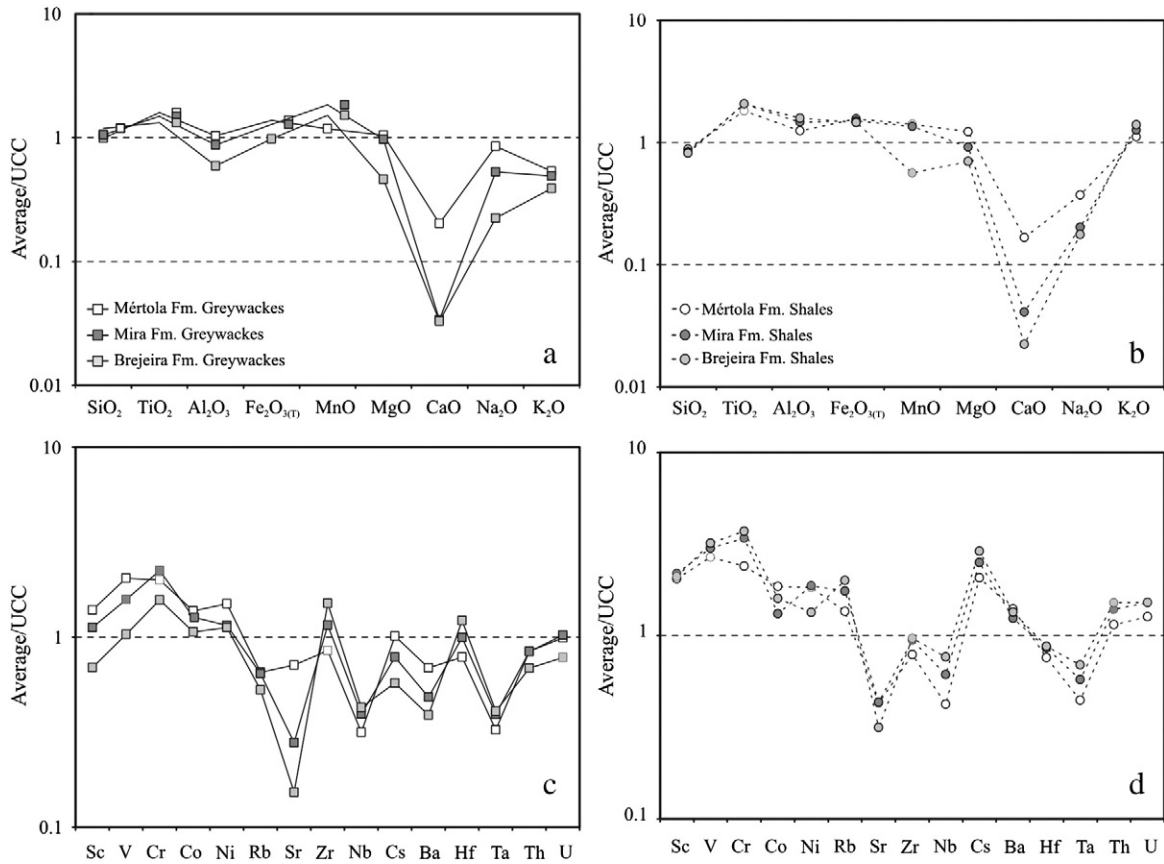 10
1
0.1
0.01
Average/UCC
Mértola Fm. Greywackes
Mira Fm. Greywackes
Brejeira Fm. Greywackes
a
SiO₂ TiO₂ Al₂O₃ Fe₂O₃₍T₎ MnO MgO CaO Na₂O K₂O
10
1
0.1
0.01
Average/UCC
Mértola Fm. Shales
Mira Fm. Shales
Brejeira Fm. Shales
b
SiO₂ TiO₂ Al₂O₃ Fe₂O₃₍T₎ MnO MgO CaO Na₂O K₂O
10
1
0.1
Average/UCC
c
Sc V Cr Co Ni Rb Sr Zr Nb Cs Ba Hf Ta Th U
10
1
0.1
Average/UCC
d
Sc V Cr Co Ni Rb Sr Zr Nb Cs Ba Hf Ta Th U